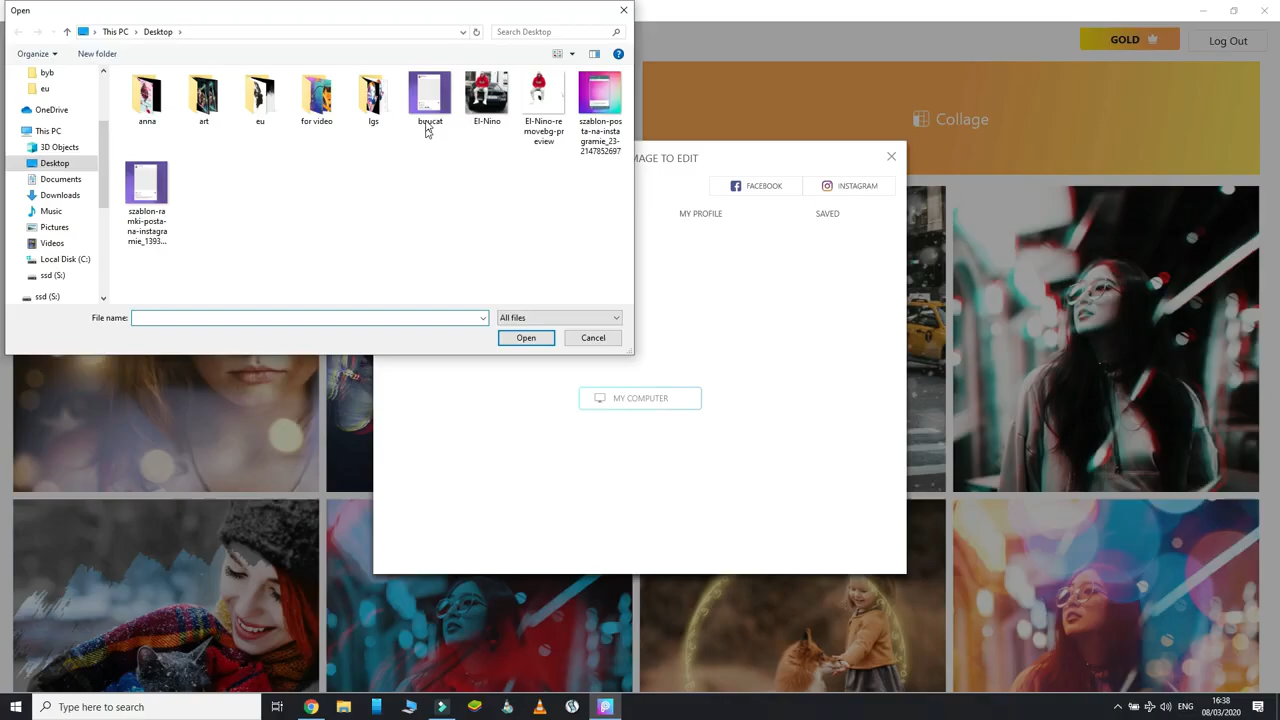 Open
This PC
Desktop
Search Desktop
Organize
New folder
GOLD
Log Out
byb
eu
OneDrive
This PC
3D Objects
Desktop
Documents
Downloads
Music
Pictures
Videos
Local Disk (C:)
ssd (S:)
ssd (S:)
anna
art
eu
for video
lgs
El-Nino
El-Nino-re
movebg-pr
eview
szablon-pos
ta-na-insta
gramie_23-
2147852697
szablon-ra
mki-posta-
na-instagra
mie_1393...
File name:
All files
Open
Cancel
Collage
MAGE TO EDIT
FACEBOOK
INSTAGRAM
MY PROFILE
SAVED
MY COMPUTER
Type here to search
ENG
16:38
08/03/2020